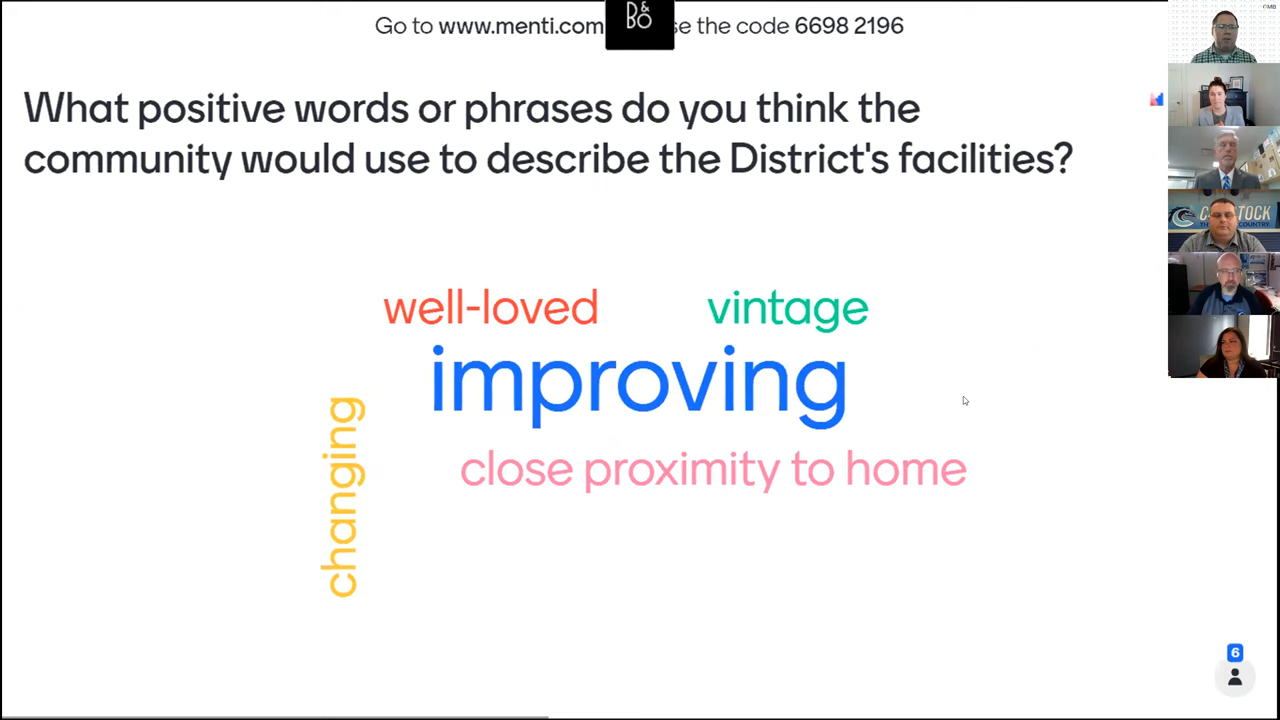 Go to www.menti.com
se the code 6698 2196
B&
BO
What positive words or phrases do you think the
community would use to describe the District's facilities?
well-loved
vintage
improving
close proximity to home
changing
6